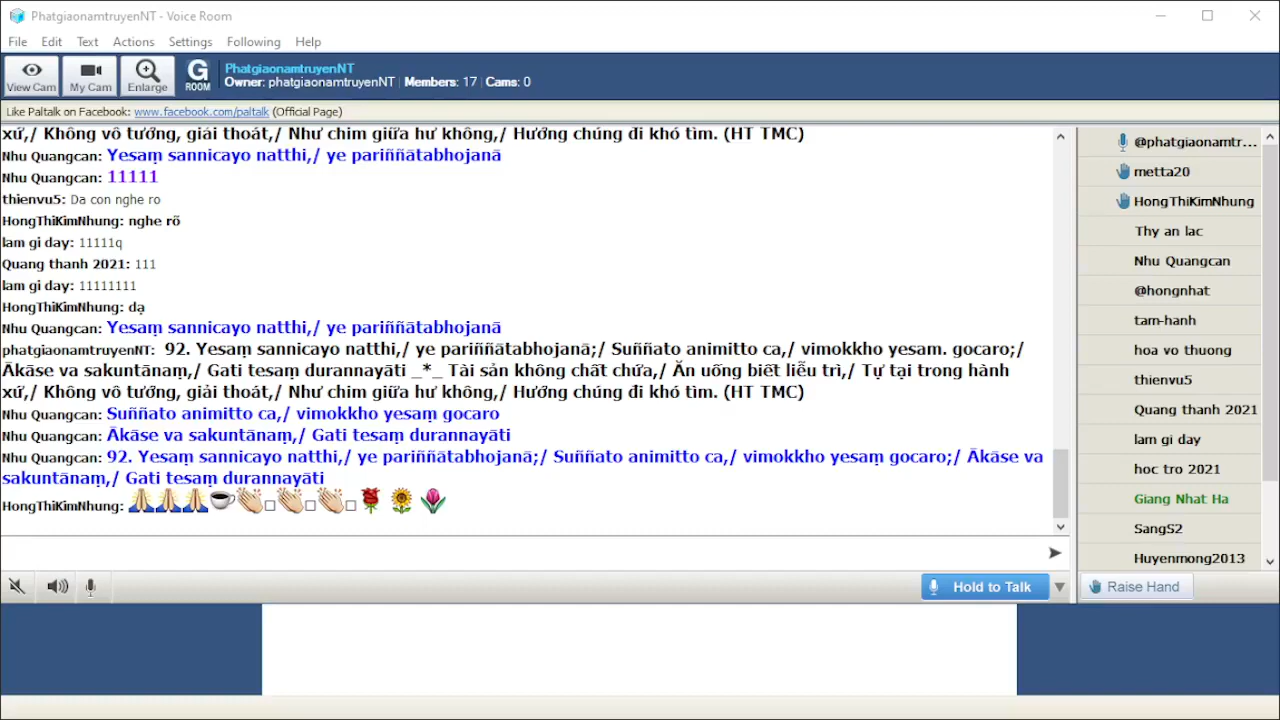 PhatgiaonamtruyenNT - Voice Room
File Edit Text Actions Settings Following Help
View Cam My Cam Enlarge G ROOM
PhatgiaonamtruyenNT
Owner: phatgiaonamtruyenNT | Members: 17 | Cams: 0
Like Paltalk on Facebook: www.facebook.com/paltalk (Official Page)
xứ,/ Không vô tướng, giải thoát,/ Như chim giữa hư không,/ Hướng chúng đi khó tìm. (HT TMC)
Nhu Quangcan: Yesaṃ sannicayo natthi,/ ye pariññātabhojanā
Nhu Quangcan: 11111
thienvu5: Da con nghe ro
HongThiKimNhung: nghe rõ
lam gi day: 11111q
Quang thanh 2021: 111
lam gi day: 11111111
HongThiKimNhung: dạ
Nhu Quangcan: Yesaṃ sannicayo natthi,/ ye pariññātabhojanā
phatgiaonamtruyenNT: 92. Yesaṃ sannicayo natthi,/ ye pariññātabhojanā;/ Suññato animitto ca,/ vimokkho yesam. gocaro;/
Ākāse va sakuntānaṃ,/ Gati tesaṃ durannayāti _*_ Tài sản không chất chứa,/ Ăn uống biết liễu tri,/ Tự tại trong hành
xứ,/ Không vô tướng, giải thoát,/ Như chim giữa hư không,/ Hướng chúng đi khó tìm. (HT TMC)
Nhu Quangcan: Suññato animitto ca,/ vimokkho yesaṃ gocaro
Nhu Quangcan: Ākāse va sakuntānaṃ,/ Gati tesaṃ durannayāti
Nhu Quangcan: 92. Yesaṃ sannicayo natthi,/ ye pariññātabhojanā;/ Suññato animitto ca,/ vimokkho yesaṃ gocaro;/ Ākāse va
sakuntānaṃ,/ Gati tesaṃ durannayāti
HongThiKimNhung:
Hold to Talk
@phatgiaonamtr...
metta20
HongThiKimNhung
Thy an lac
Nhu Quangcan
@hongnhat
tam-hanh
hoa vo thuong
thienvu5
Quang thanh 2021
lam gi day
hoc tro 2021
Giang Nhat Ha
SangS2
Huyenmong2013
Raise Hand